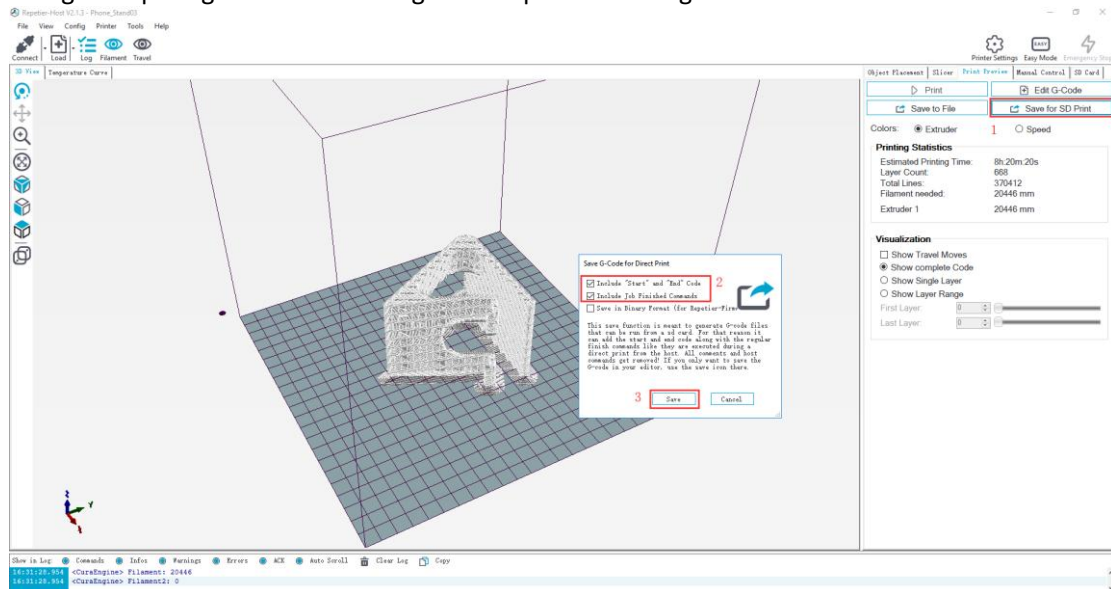 Repetier-Host V2.1.3 - Phone_Stand03
File View Config Printer Tools Help
Connect Load Log Filament Travel
Printer Settings Easy Mode Emergency Stop
EASY
3D View Temperature Curve
Object Placement Slicer Print Preview Manual Control SD Card
Print Edit G-Code
Save to File Save for SD Print
Colors: Extruder 1 Speed
Printing Statistics
Estimated Printing Time: 8h:20m:20s
Layer Count: 668
Total Lines: 370412
Filament needed: 20446 mm
Extruder 1 20446 mm
Visualization
Show Travel Moves
Show complete Code
Show Single Layer
Show Layer Range
First Layer: 0
Last Layer: 0
Save G-Code for Direct Print
Include "Start" and "End" Code 2
Include Job Finished Commands
Save in Binary Format (for Repetier-Firm
This save function is meant to generate G-code files
that can be run from a sd card. For that reason it
can add the start and end code along with the regular
finish commands like they are executed during a
direct print from the host. All comments and host
commands get removed! If you only want to save the
G-code in your editor, use the save icon there.
3 Save Cancel
Z
Y
Show in Log: Commands Infos Warnings Errors ACK Auto Scroll Clear Log Copy
16:31:28.954 <CuraEngine> Filament: 20446
16:31:28.954 <CuraEngine> Filament2: 0